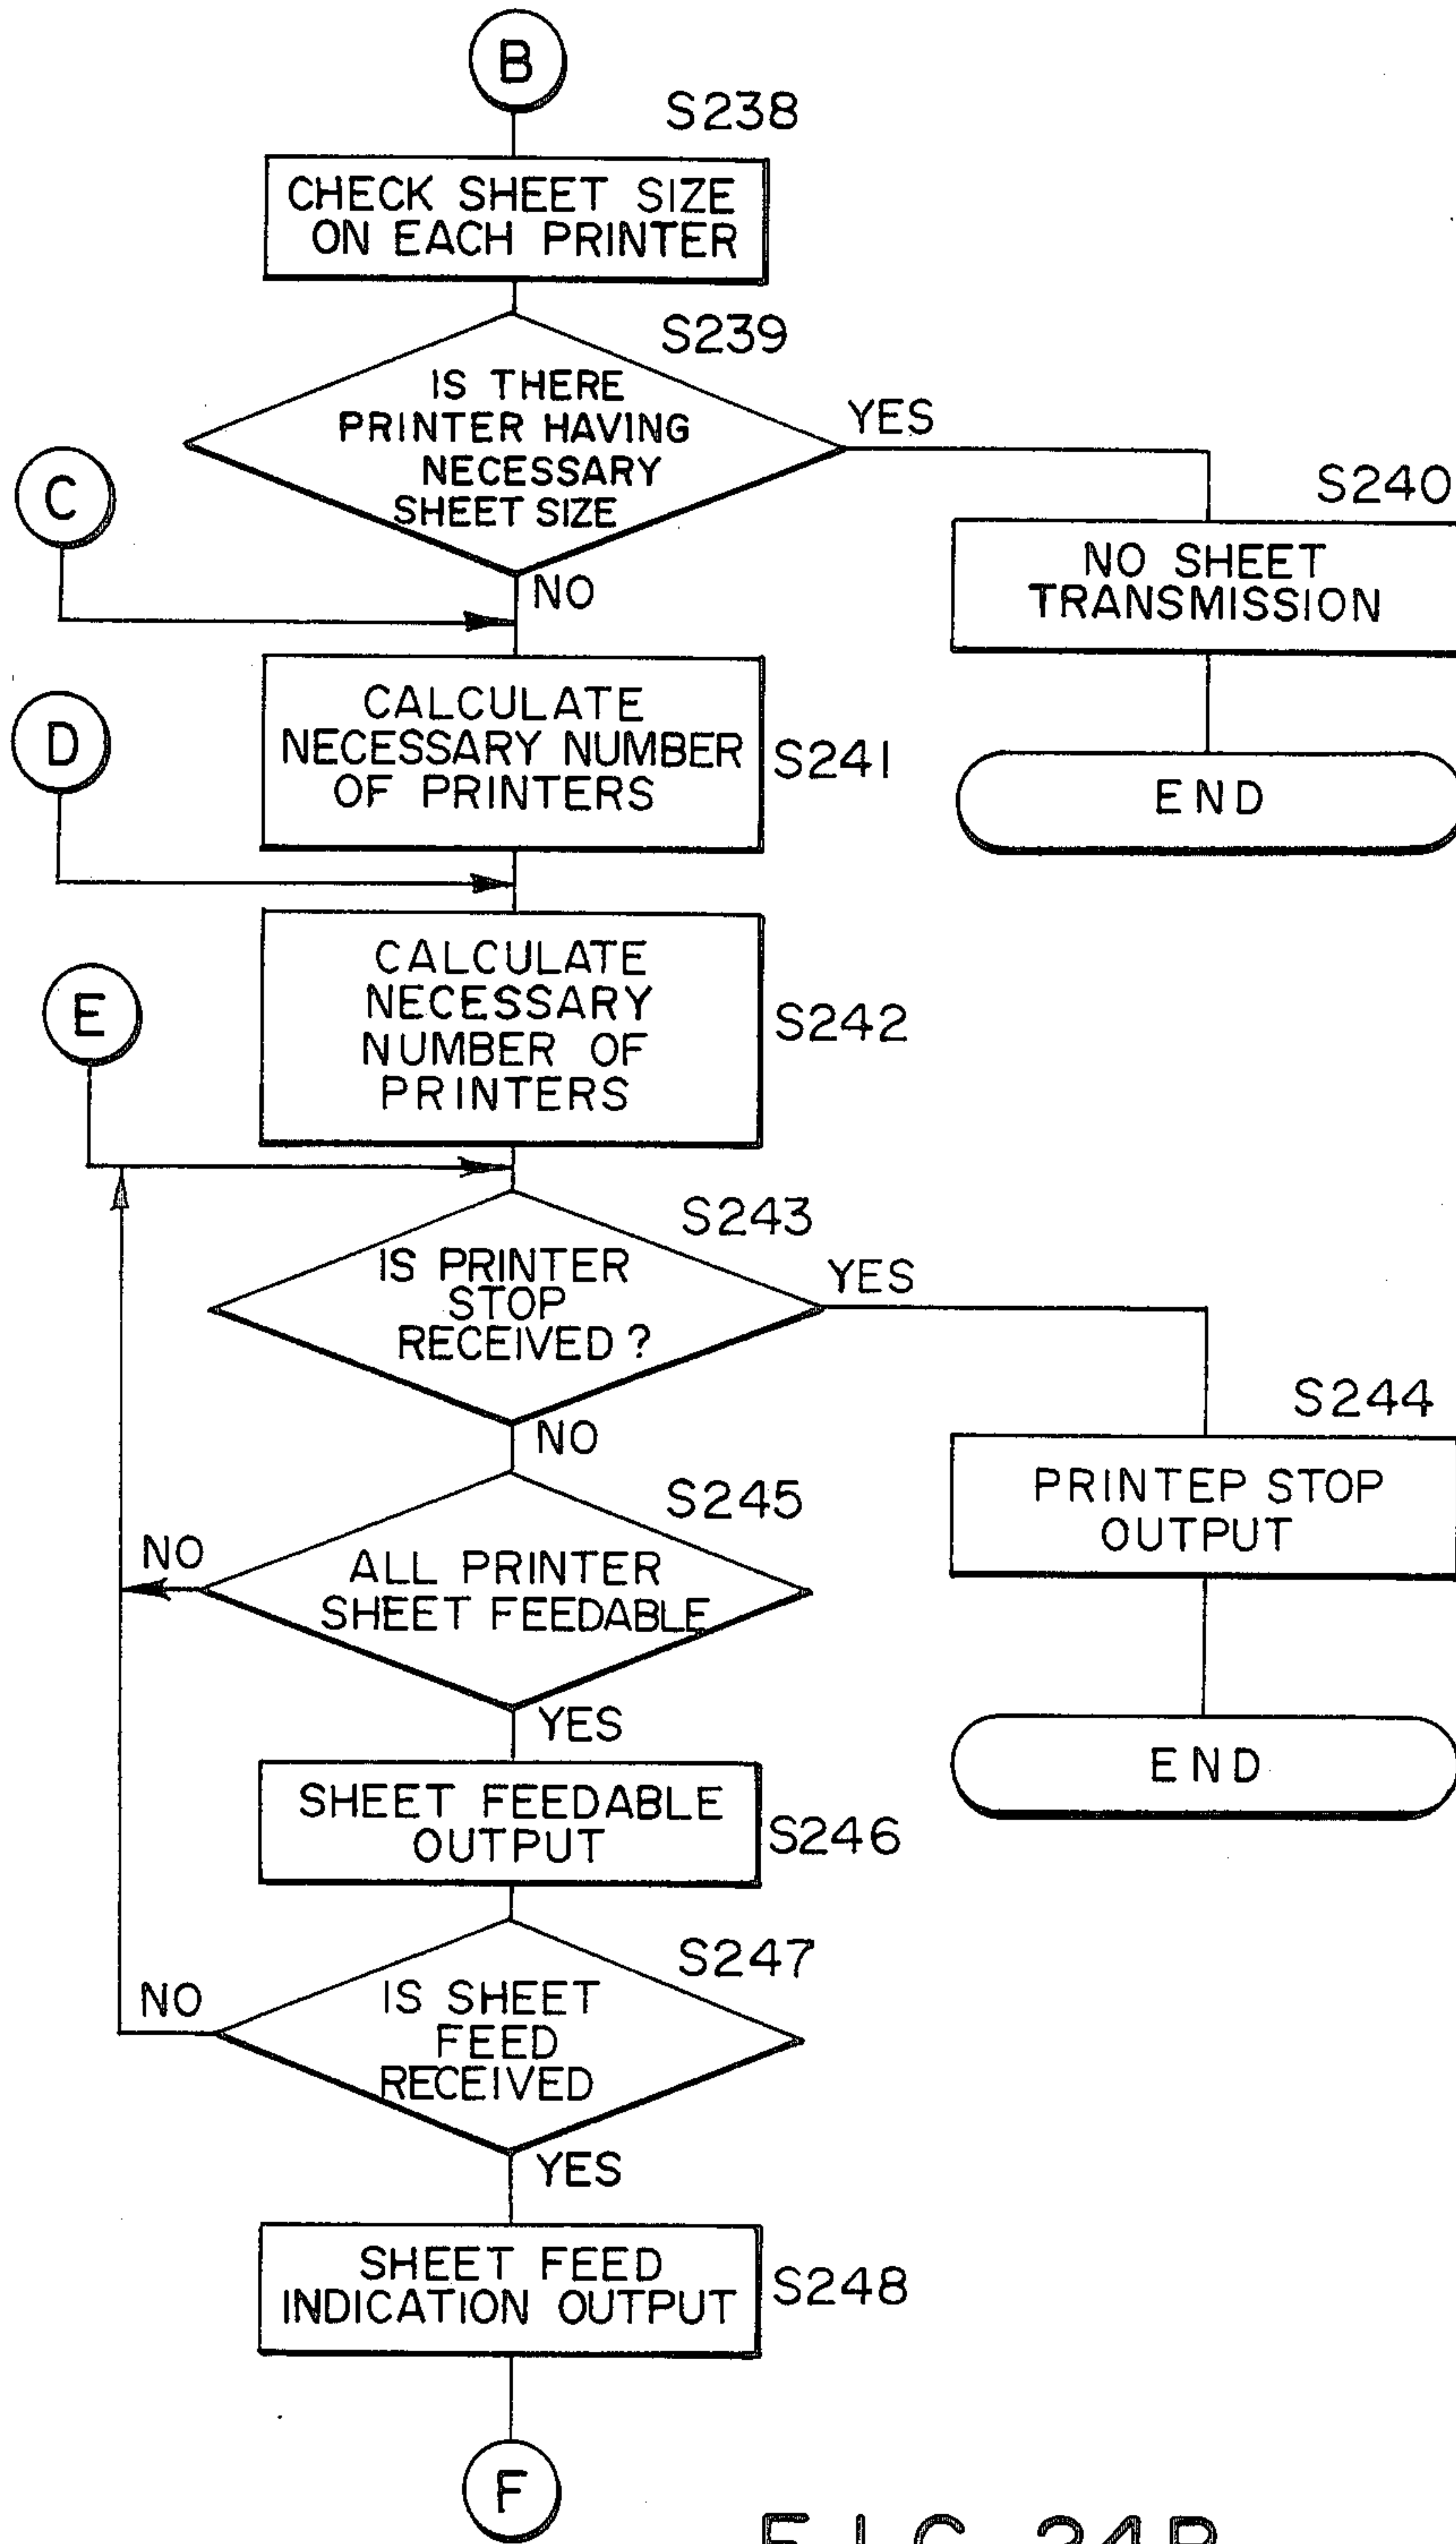 B
S238
CHECK SHEET SIZE
ON EACH PRINTER
S239
IS THERE
PRINTER HAVING
NECESSARY
SHEET SIZE
YES
S240
NO SHEET
TRANSMISSION
END
C
NO
CALCULATE
NECESSARY NUMBER
OF PRINTERS
S241
D
CALCULATE
NECESSARY
NUMBER OF
PRINTERS
S242
E
S243
IS PRINTER
STOP
RECEIVED?
YES
S244
PRINTEP STOP
OUTPUT
END
NO
S245
ALL PRINTER
SHEET FEEDABLE
NO
YES
SHEET FEEDABLE
OUTPUT
S246
S247
IS SHEET
FEED
RECEIVED
NO
YES
SHEET FEED
INDICATION OUTPUT
S248
F
FIG. 24B